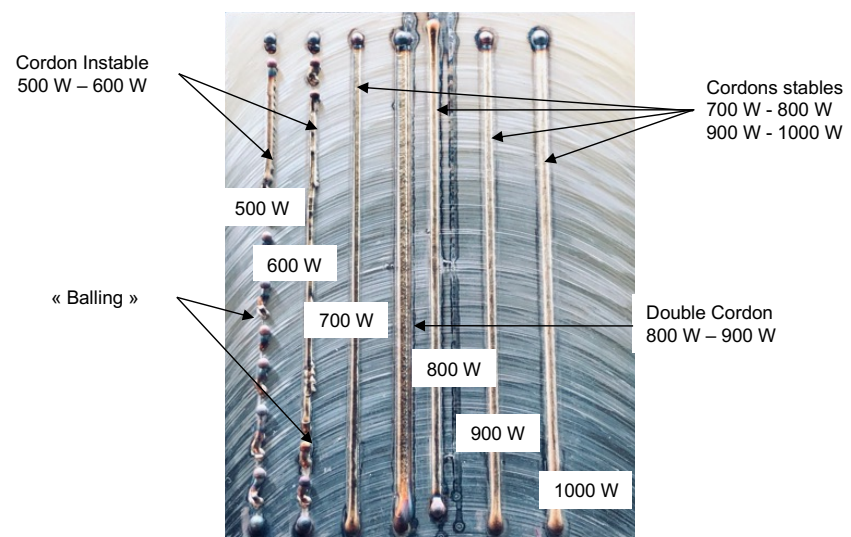 Cordon Instable
500 W – 600 W
Cordons stables
700 W - 800 W
900 W - 1000 W
500 W
600 W
« Balling »
700 W
Double Cordon
800 W – 900 W
800 W
900 W
1000 W